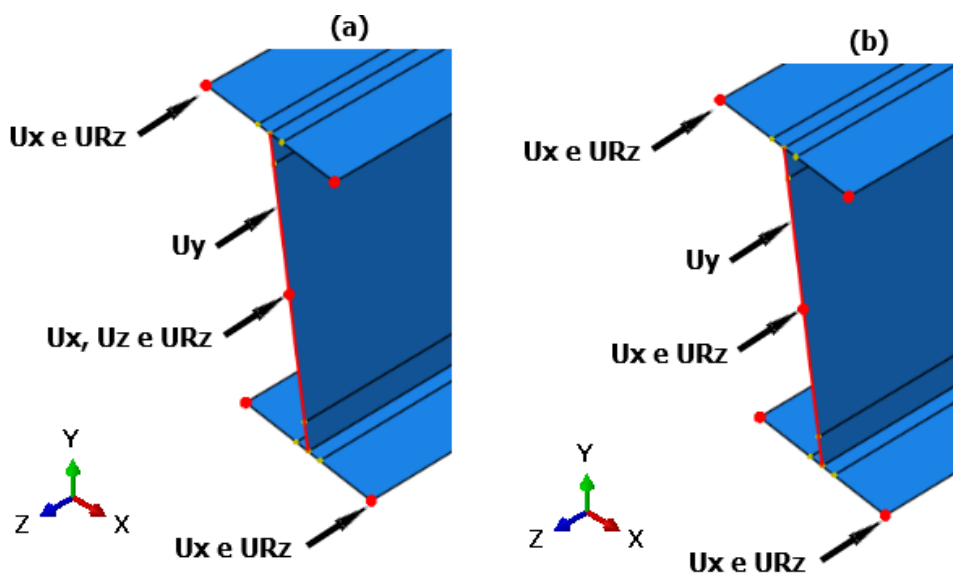 (a)
Ux e URz
Uy
Ux, Uz e URz
Y
Z
X
Ux e URz
(b)
Ux e URz
Uy
Ux e URz
Y
Z
X
Ux e URz